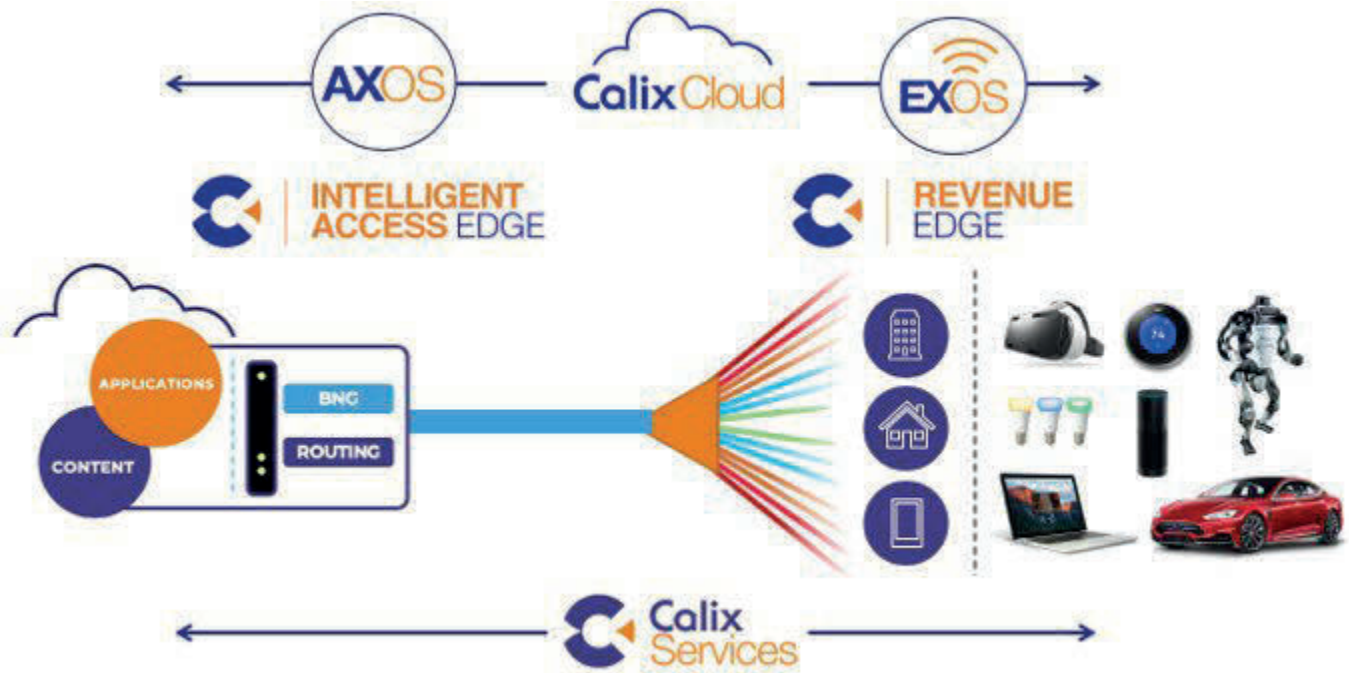 AXOS
Calix Cloud
EXOS
INTELLIGENT
ACCESS EDGE
REVENUE
EDGE
APPLICATIONS
CONTENT
BNG
ROUTING
Calix
Services